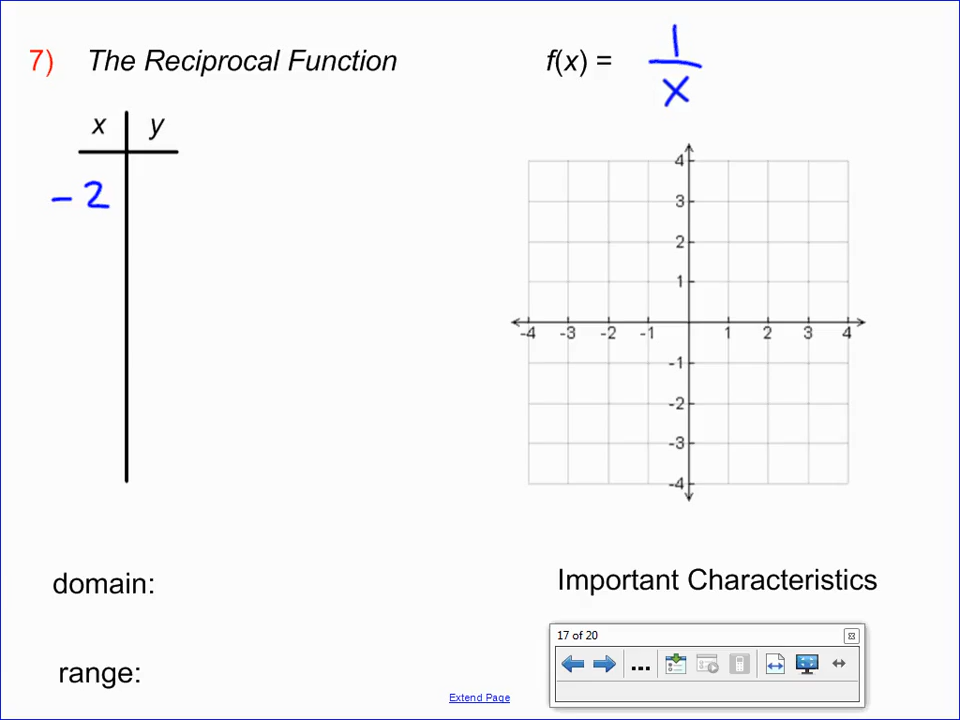 7) The Reciprocal Function f(x) = 1/x
x y
-2
4
3
2
1
-4 -3 -2 -1 1 2 3 4
-1
-2
-3
-4
domain:
Important Characteristics
range:
17 of 20
...
Extend Page